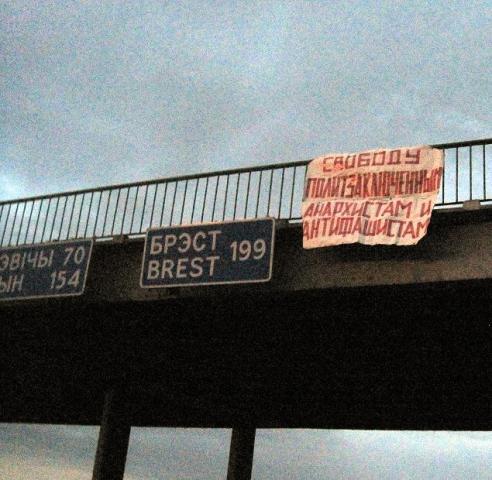 ЭВІЧЫ 70
ЫН 154
БРЭСТ 199
BREST
СВОБОДУ
ПОЛИТЗАКЛЮЧЕННЫМ
АНАРХИСТАМ И
АНТИФАШИСТАМ